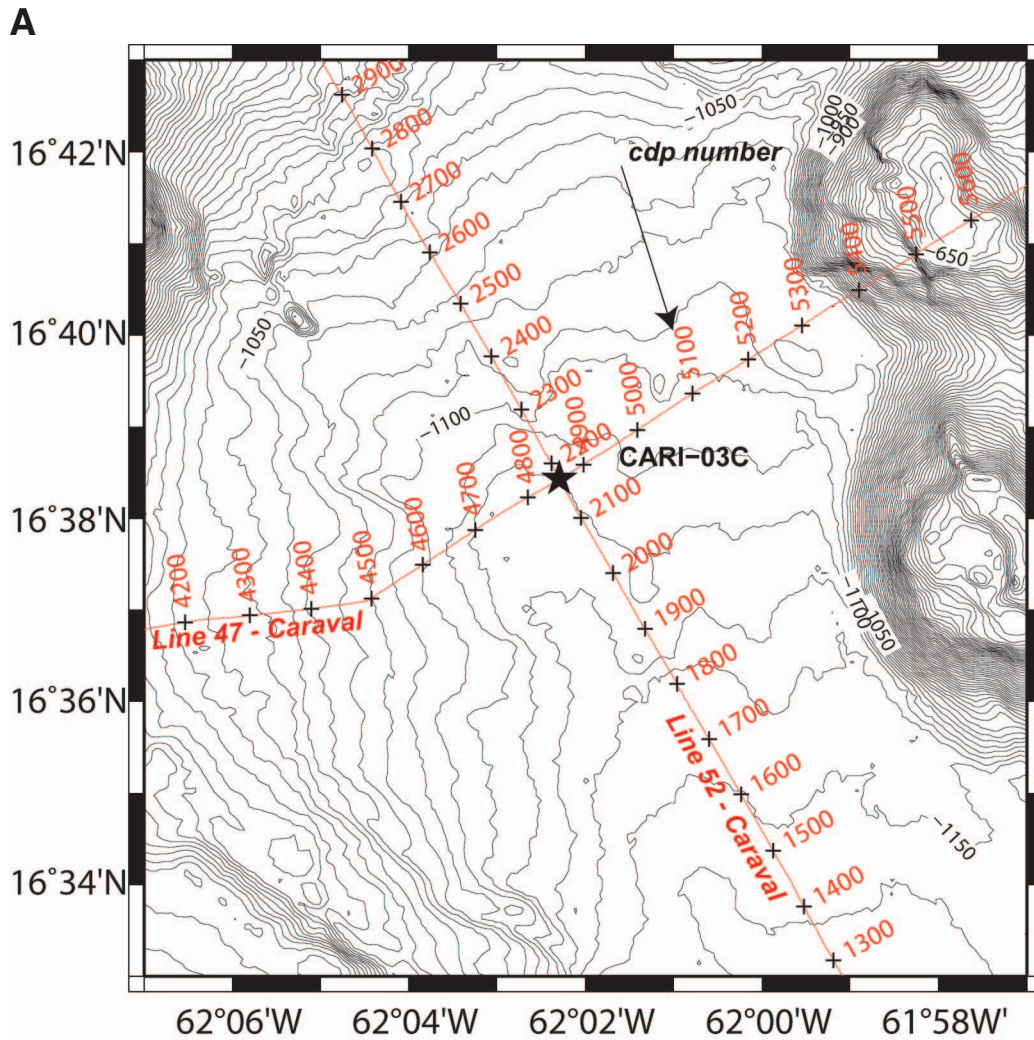 A
2900
2800
2700
2600
2500
2400
2300
2200
2100
2000
1900
1800
1700
1600
1500
1400
1300
−1050
−1000
−950
−900
cdp number
5600
5500
5400
5300
5200
5100
5000
4900
4800
4700
4600
4500
4400
4300
4200
−650
−1050
−1100
CARI−03C
−1100
−1050
−1150
Line 47 - Caraval
Line 52 - Caraval
16°42'N
16°40'N
16°38'N
16°36'N
16°34'N
62°06'W
62°04'W
62°02'W
62°00'W
61°58'W